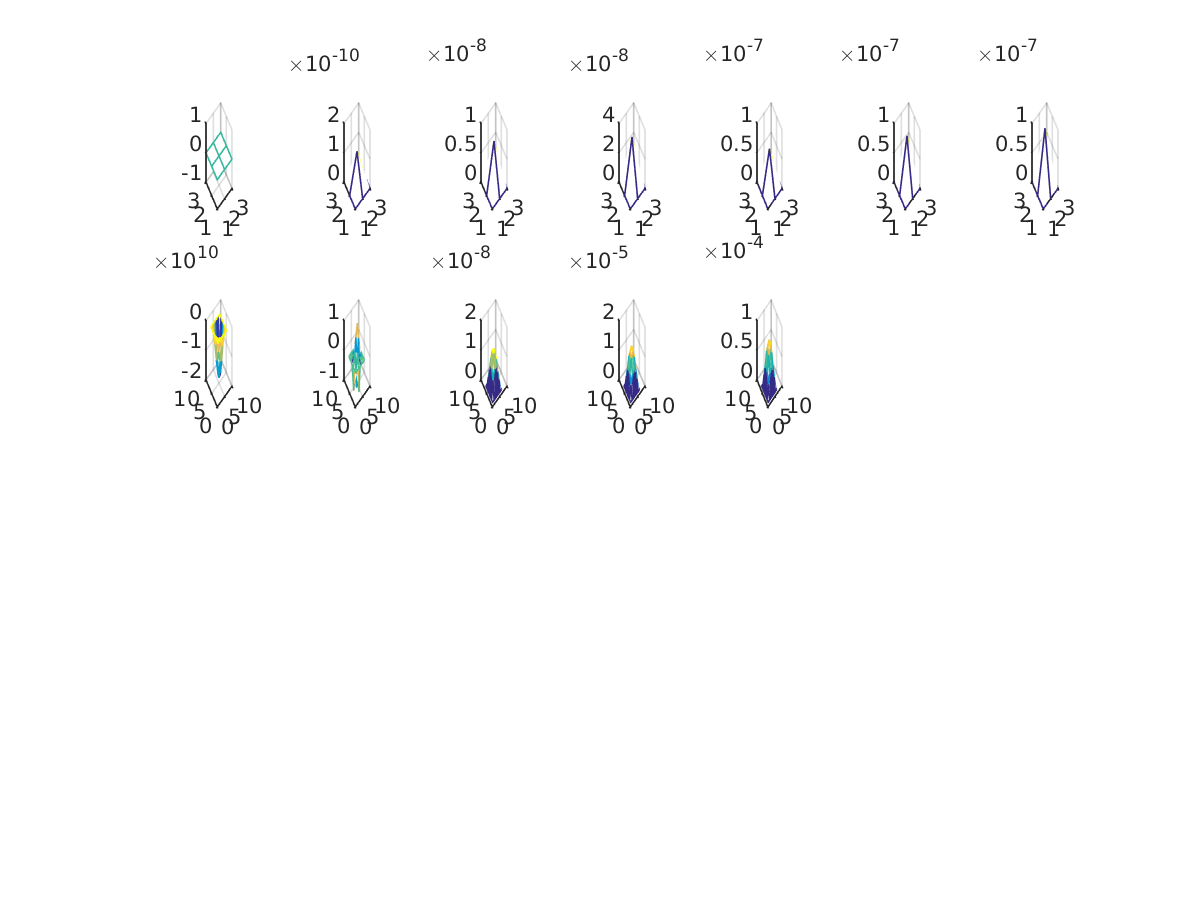 ×10-10 ×10-8 ×10-8 ×10-7 ×10-7 ×10-7
1 2 1 4 1 1 1
0 1 0.5 2 0.5 0.5 0.5
-1 0 0 0 0 0 0
3 3 3 3 3 3 3 3 3 3 3 3 3 3
2 2 2 2 2 2 2 2 2 2 2 2 2 2
1 1 1 1 1 1 1 1 1 1 1 1 1 1
×1010 ×10-8 ×10-5 ×10-4
0 1 2 2 1
-1 0 1 1 0.5
-2 -1 0 0 0
10 10 10 10 10 10 10 10 10 10
5 5 5 5 5 5 5 5 5 5
0 0 0 0 0 0 0 0 0 0